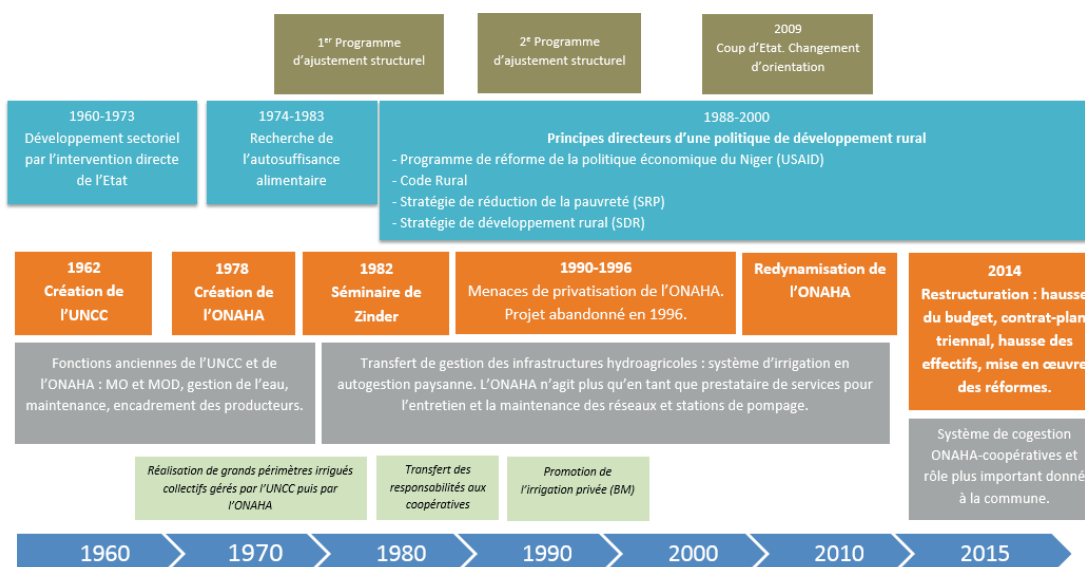 1er Programme
d'ajustement structurel
2e Programme
d'ajustement structurel
2009
Coup d'Etat. Changement
d'orientation
1960-1973
Développement sectoriel
par l'intervention directe
de l'Etat
1974-1983
Recherche de
l'autosuffisance
alimentaire
1988-2000
Principes directeurs d'une politique de développement rural
- Programme de réforme de la politique économique du Niger (USAID)
- Code Rural
- Stratégie de réduction de la pauvreté (SRP)
- Stratégie de développement rural (SDR)
1962
Création de
l'UNCC
1978
Création de
l'ONAHA
1982
Séminaire de
Zinder
1990-1996
Menaces de privatisation de l'ONAHA.
Projet abandonné en 1996.
Redynamisation de
l'ONAHA
2014
Restructuration : hausse
du budget, contrat-plan
triennal, hausse des
effectifs, mise en œuvre
des réformes.
Fonctions anciennes de l'UNCC et de
l'ONAHA : MO et MOD, gestion de l'eau,
maintenance, encadrement des producteurs.
Transfert de gestion des infrastructures hydroagricoles : système d'irrigation en
autogestion paysanne. L'ONAHA n'agit plus qu'en tant que prestataire de services pour
l'entretien et la maintenance des réseaux et stations de pompage.
Système de cogestion
ONAHA-coopératives et
rôle plus important donné
à la commune.
Réalisation de grands périmètres irrigués
collectifs gérés par l'UNCC puis par
l'ONAHA
Transfert des
responsabilités aux
coopératives
Promotion de
l'irrigation privée (BM)
1960
1970
1980
1990
2000
2010
2015